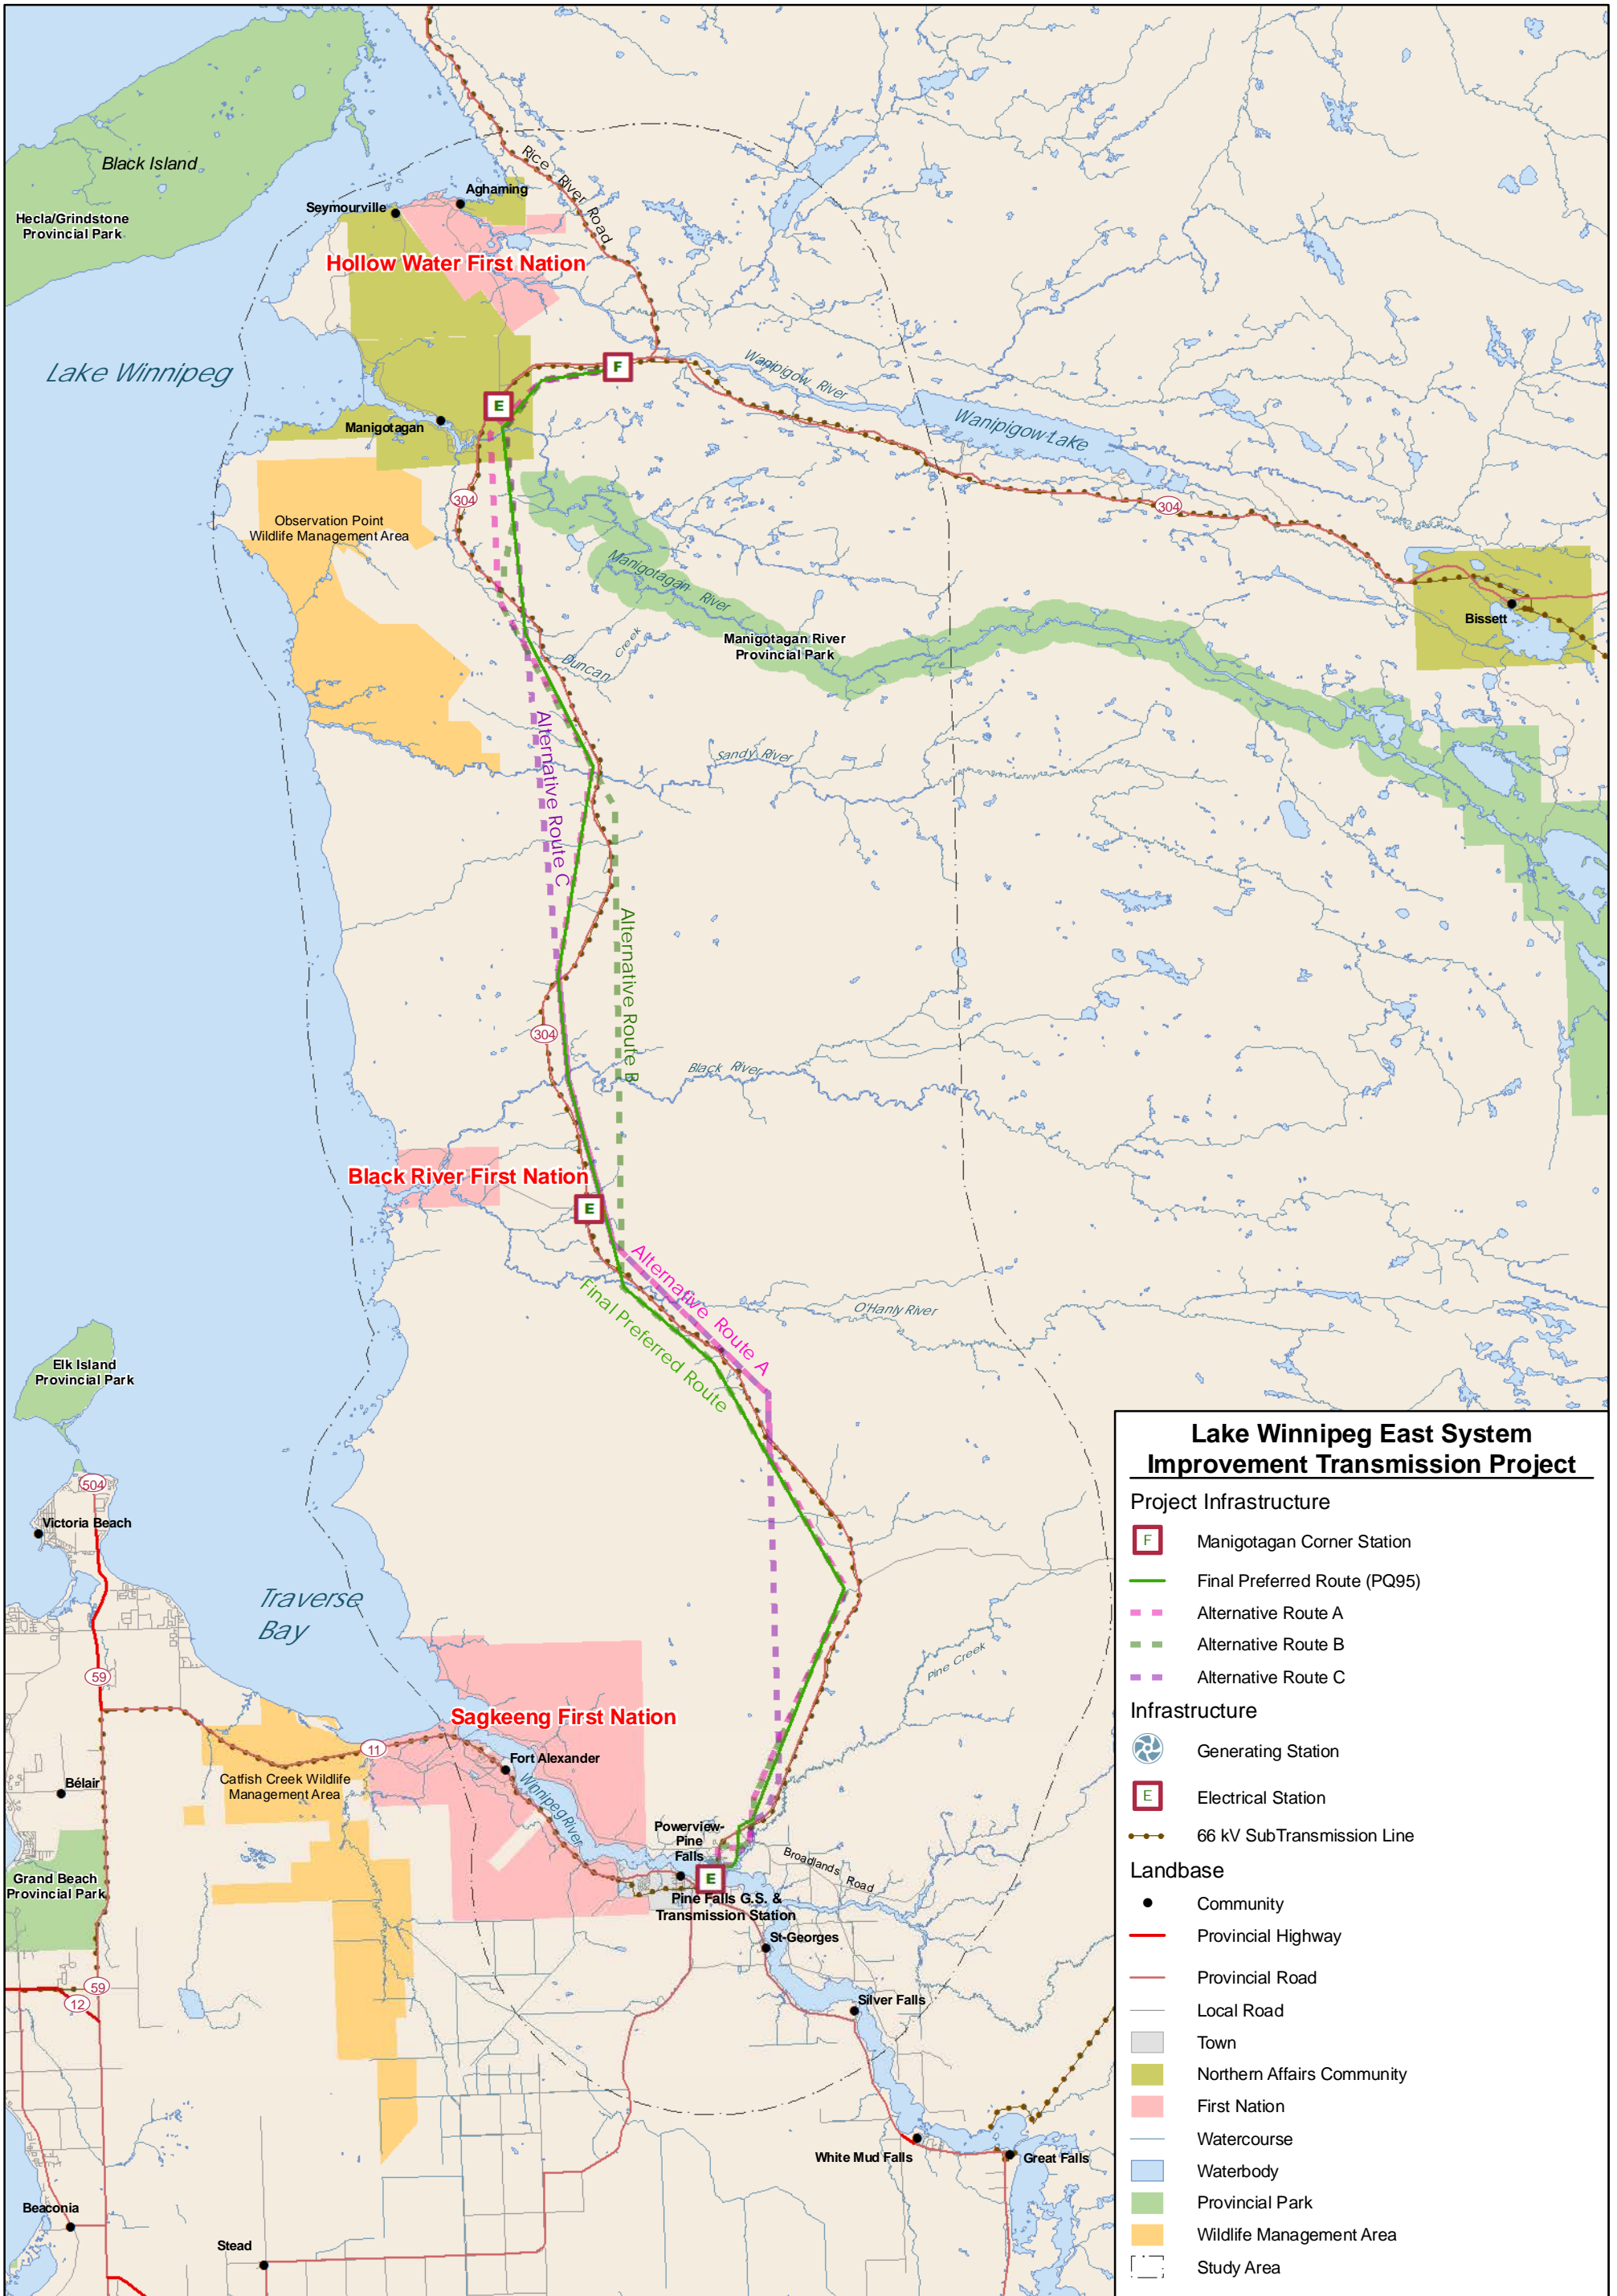 Black Island
Hecla/Grindstone
Provincial Park
Aghaming
Seymourville
Rice River Road
Hollow Water First Nation
Lake Winnipeg
F
E
Manigotagan
Wanipigow River
Wanipigow Lake
304
304
Observation Point
Wildlife Management Area
Manigotagan River
Manigotagan River
Provincial Park
Bissett
Duncan Creek
Sandy River
Alternative Route C
Alternative Route B
304
Black River
Black River First Nation
E
Alternative Route A
Final Preferred Route
O'Hanly River
Elk Island
Provincial Park
504
Victoria Beach
Traverse
Bay
59
Pine Creek
Sagkeeng First Nation
11
Fort Alexander
Winnipeg River
Bélair
Catfish Creek Wildlife
Management Area
Powerview-
Pine
Falls
Broadlands Road
E
Grand Beach
Provincial Park
Pine Falls G.S. &
Transmission Station
St-Georges
59
12
Silver Falls
White Mud Falls
Great Falls
Beaconia
Stead
Lake Winnipeg East System
Improvement Transmission Project
Project Infrastructure
F Manigotagan Corner Station
Final Preferred Route (PQ95)
Alternative Route A
Alternative Route B
Alternative Route C
Infrastructure
Generating Station
E Electrical Station
66 kV SubTransmission Line
Landbase
Community
Provincial Highway
Provincial Road
Local Road
Town
Northern Affairs Community
First Nation
Watercourse
Waterbody
Provincial Park
Wildlife Management Area
Study Area